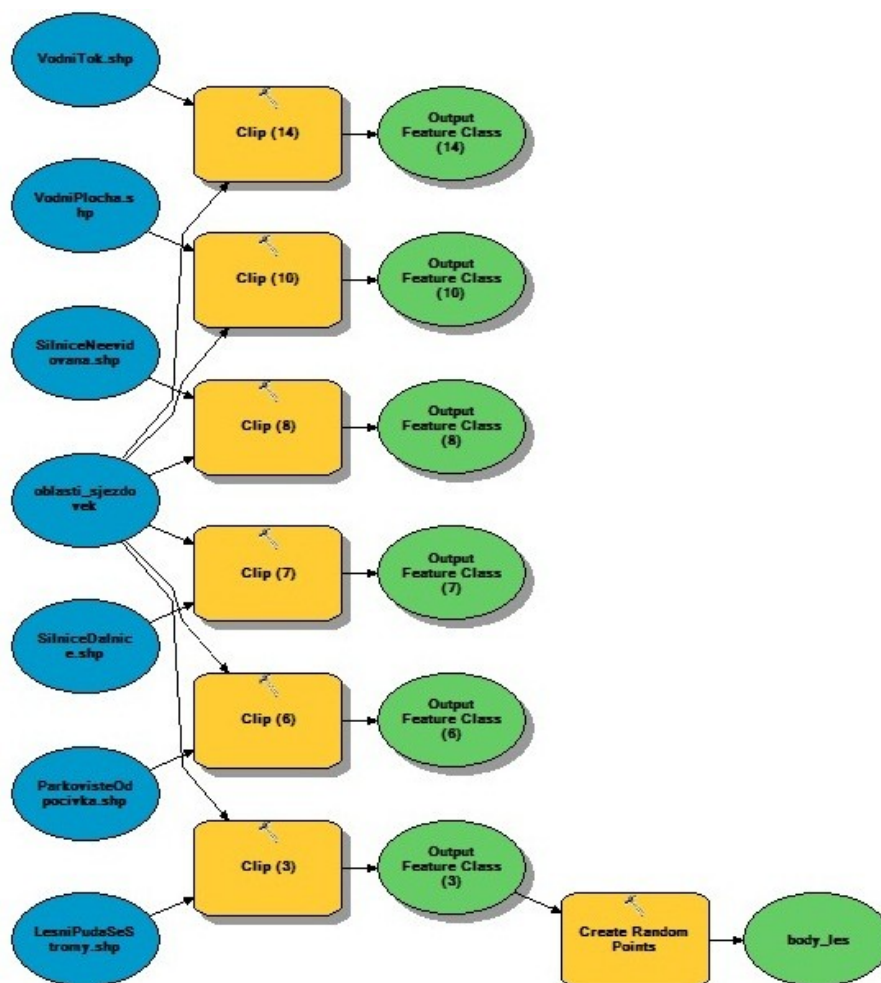 VodniTok.shp
Clip (14)
Output
Feature Class
(14)
VodniPlocha.s
hp
Clip (10)
Output
Feature Class
(10)
SilniceNeevid
ovana.shp
Clip (8)
Output
Feature Class
(8)
oblasti_sjezdo
vek
Clip (7)
Output
Feature Class
(7)
SilniceDalnic
e.shp
Clip (6)
Output
Feature Class
(6)
ParkovisteOd
pocivka.shp
Clip (3)
Output
Feature Class
(3)
LesniPudaSeS
tromy.shp
Create Random
Points
body_les